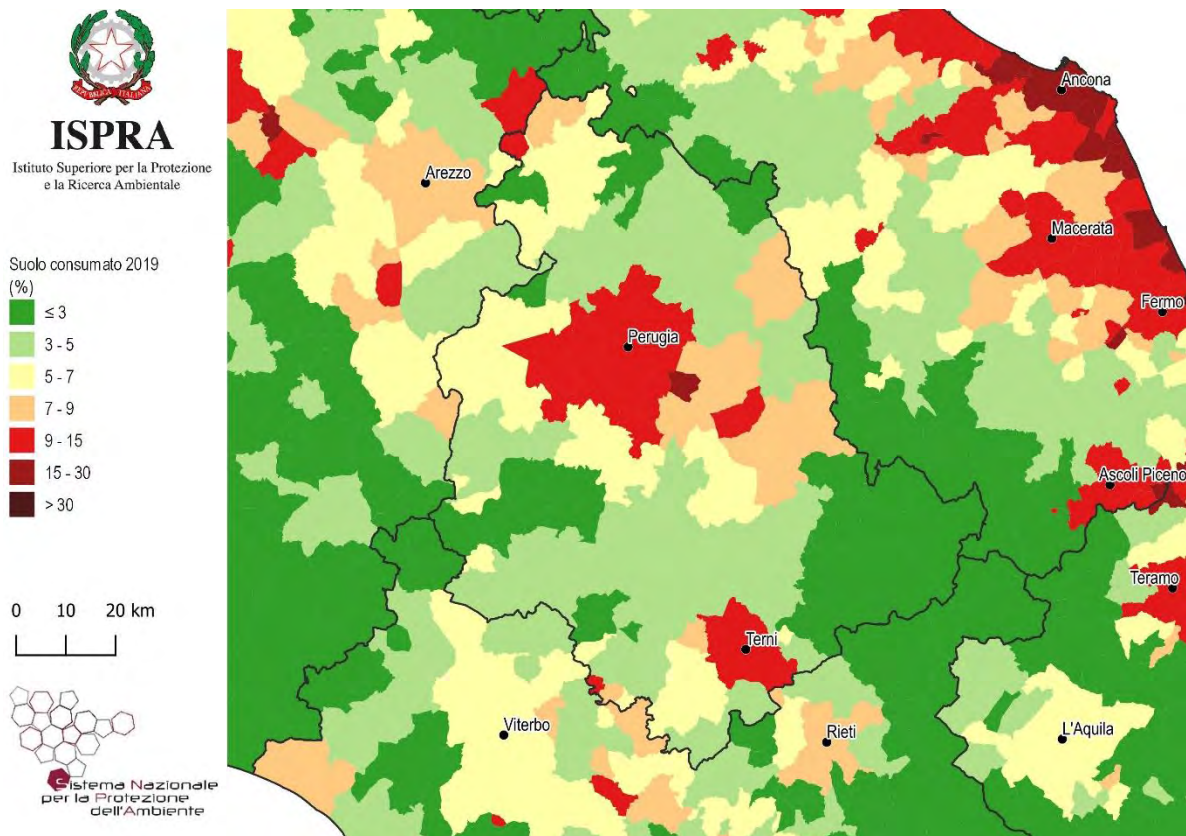 REPVBBLICA ITALIANA
ISPRA
Istituto Superiore per la Protezione
e la Ricerca Ambientale
Suolo consumato 2019
(%)
≤ 3
3 - 5
5 - 7
7 - 9
9 - 15
15 - 30
> 30
0 10 20 km
Sistema Nazionale
per la Protezione
dell'Ambiente
Ancona
Arezzo
Macerata
Fermo
Perugia
Ascoli Piceno
Teramo
Terni
Viterbo
Rieti
L'Aquila